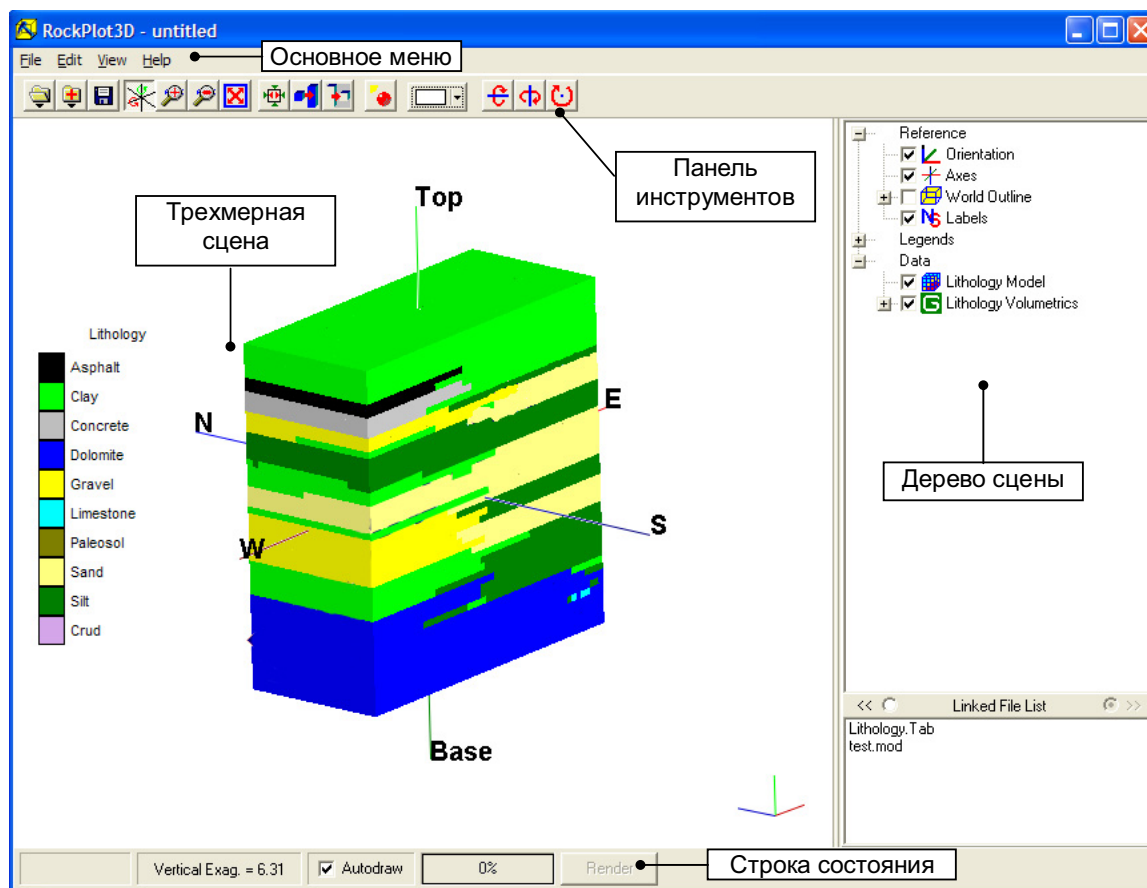 RockPlot3D - untitled
File Edit View Help
Основное меню
Панель
инструментов
Трехмерная
сцена
Top
Lithology
Asphalt
Clay
Concrete
Dolomite
Gravel
Limestone
Paleosol
Sand
Silt
Crud
N
E
W
S
Base
Reference
Orientation
Axes
World Outline
Labels
Legends
Data
Lithology Model
Lithology Volumetrics
Дерево сцены
<< Linked File List >>
Lithology.Tab
test.mod
Vertical Exag. = 6.31
Autodraw
0%
Render
Строка состояния